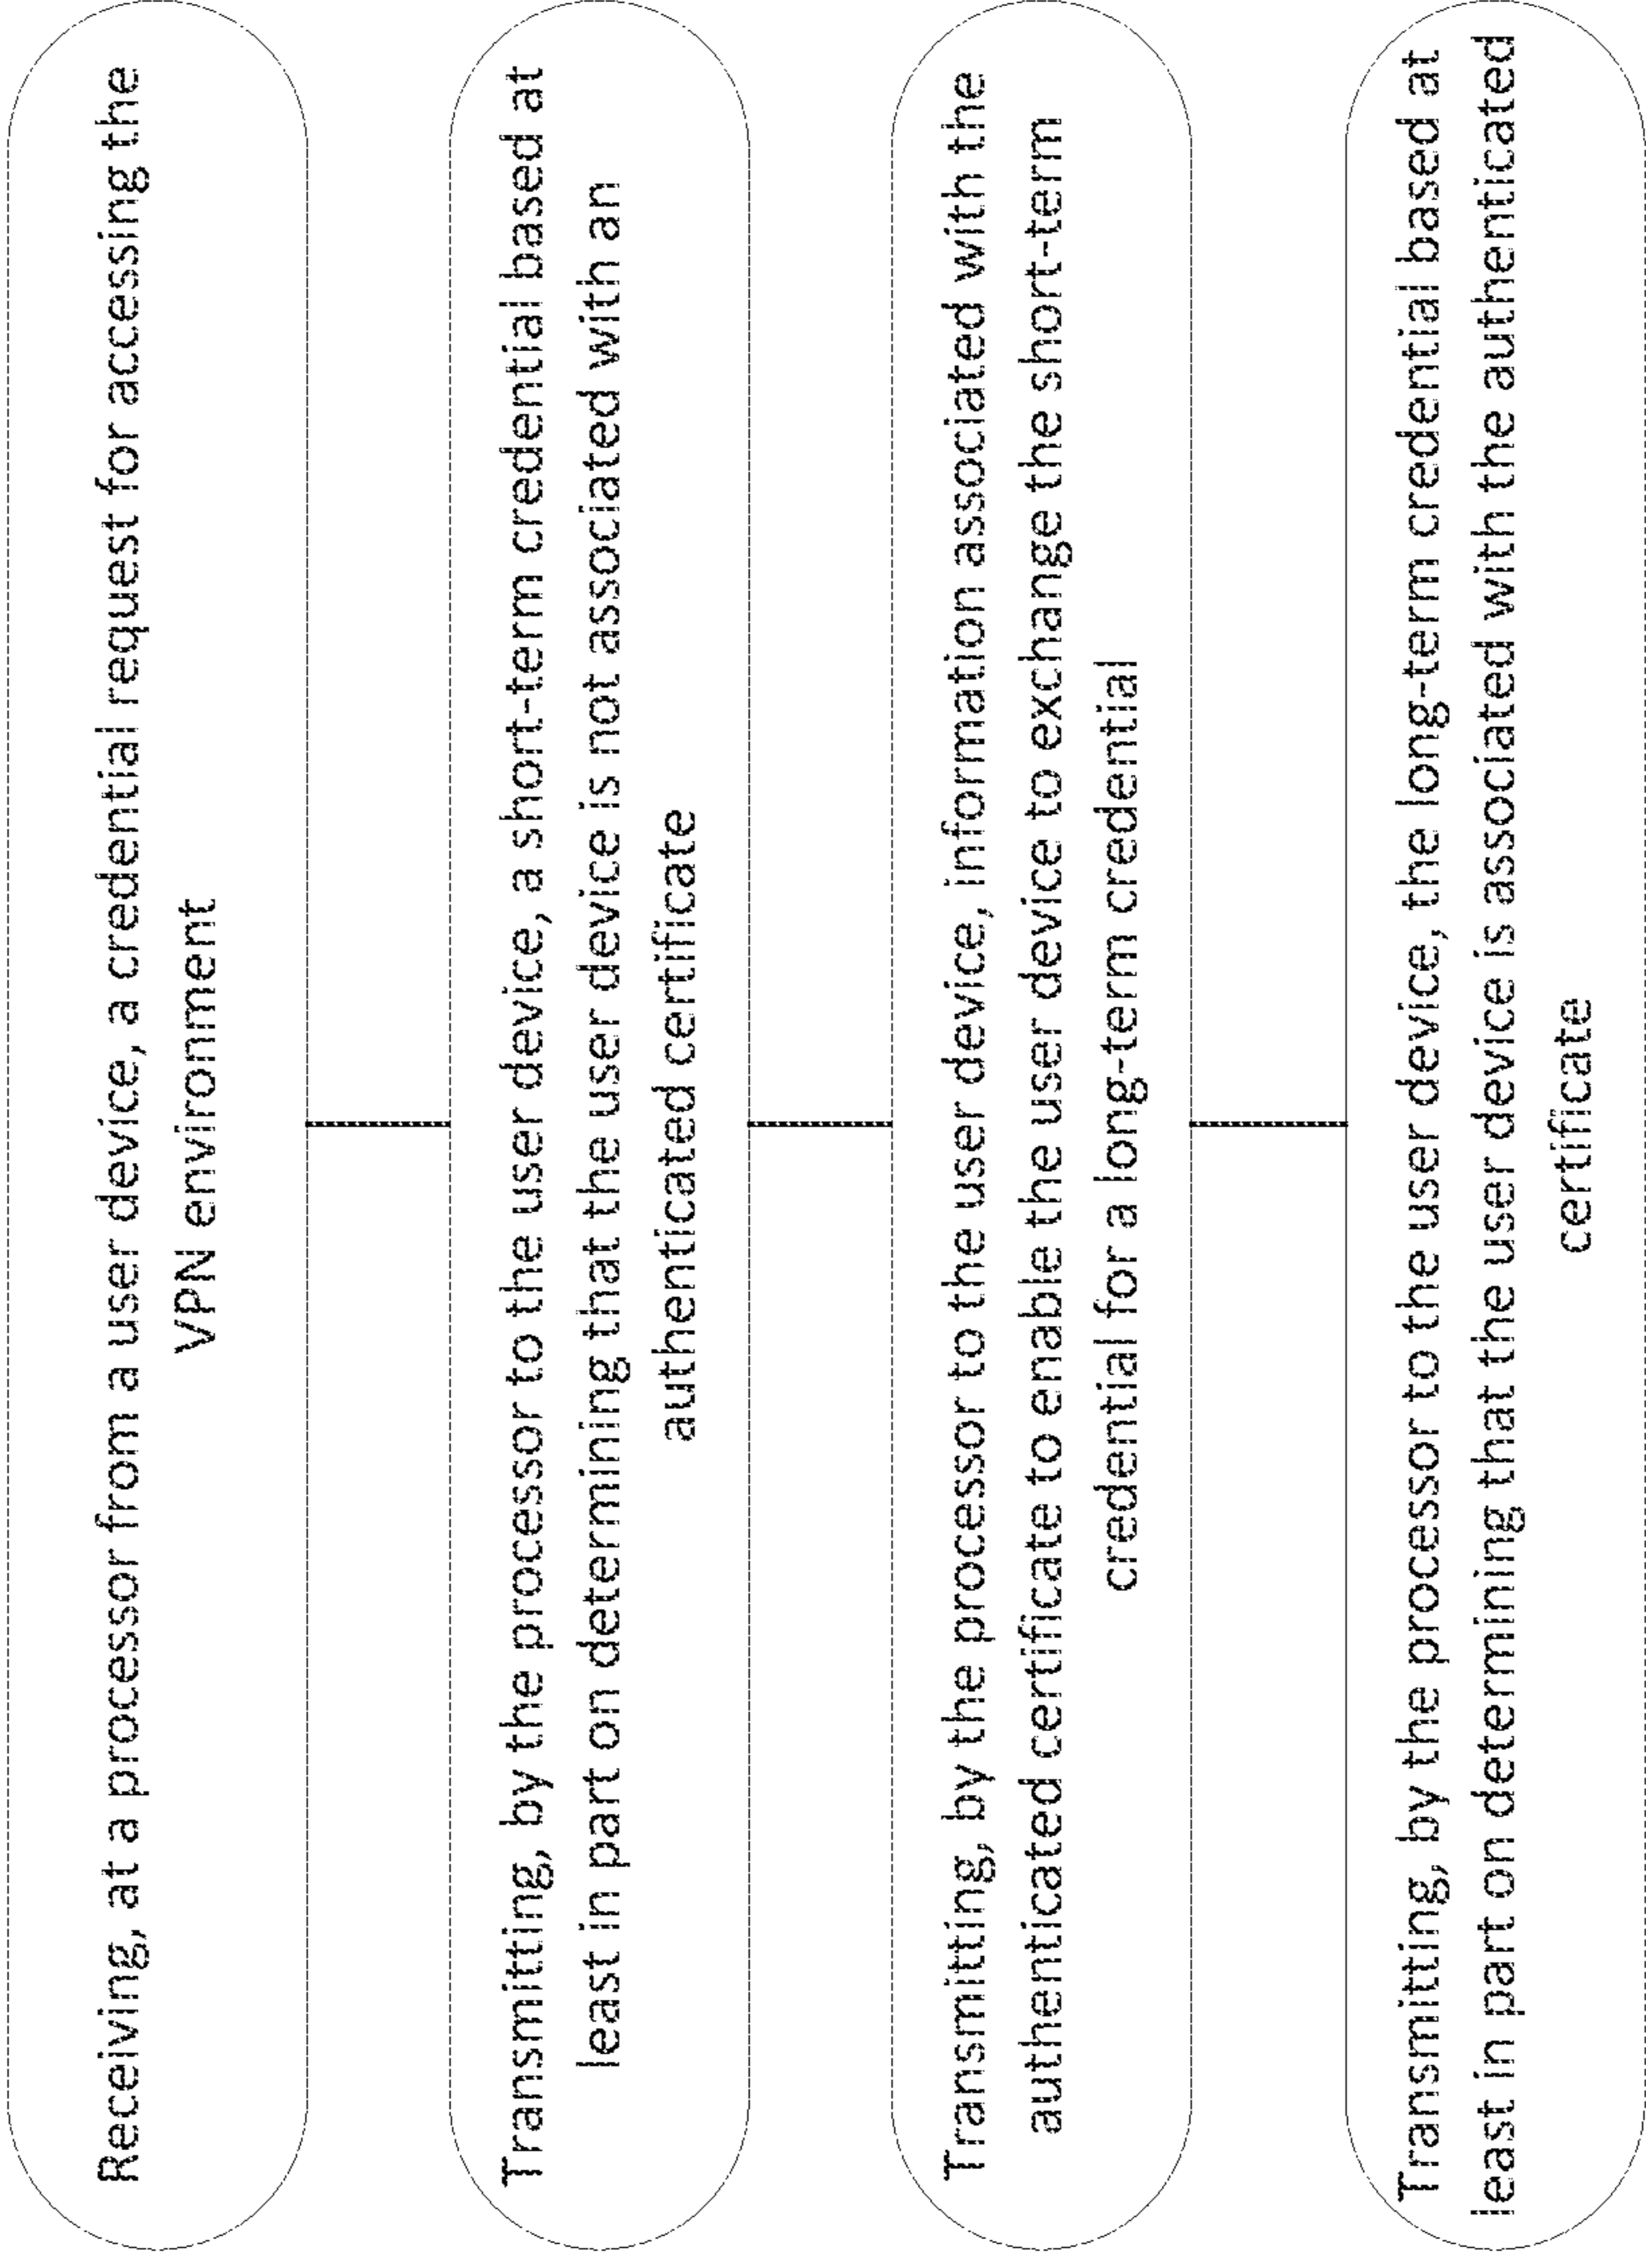 Receiving, at a processor from a user device, a credential request for accessing the
VPN environment
Transmitting, by the processor to the user device, a short-term credential based at
least in part on determining that the user device is not associated with an
authenticated certificate
Transmitting, by the processor to the user device, information associated with the
authenticated certificate to enable the user device to exchange the short-term
credential for a long-term credential
Transmitting, by the processor to the user device, the long-term credential based at
least in part on determining that the user device is associated with the authenticated
certificate